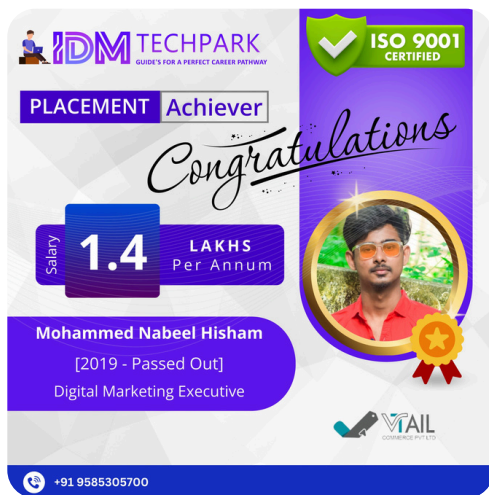 IDM TECHPARK
GUIDE'S FOR A PERFECT CAREER PATHWAY
ISO 9001
CERTIFIED
PLACEMENT Achiever
Congratulations
Salary
1.4
LAKHS
Per Annum
Mohammed Nabeel Hisham
[2019 - Passed Out]
Digital Marketing Executive
VTAIL
COMMERCE PVT LTD
+91 9585305700